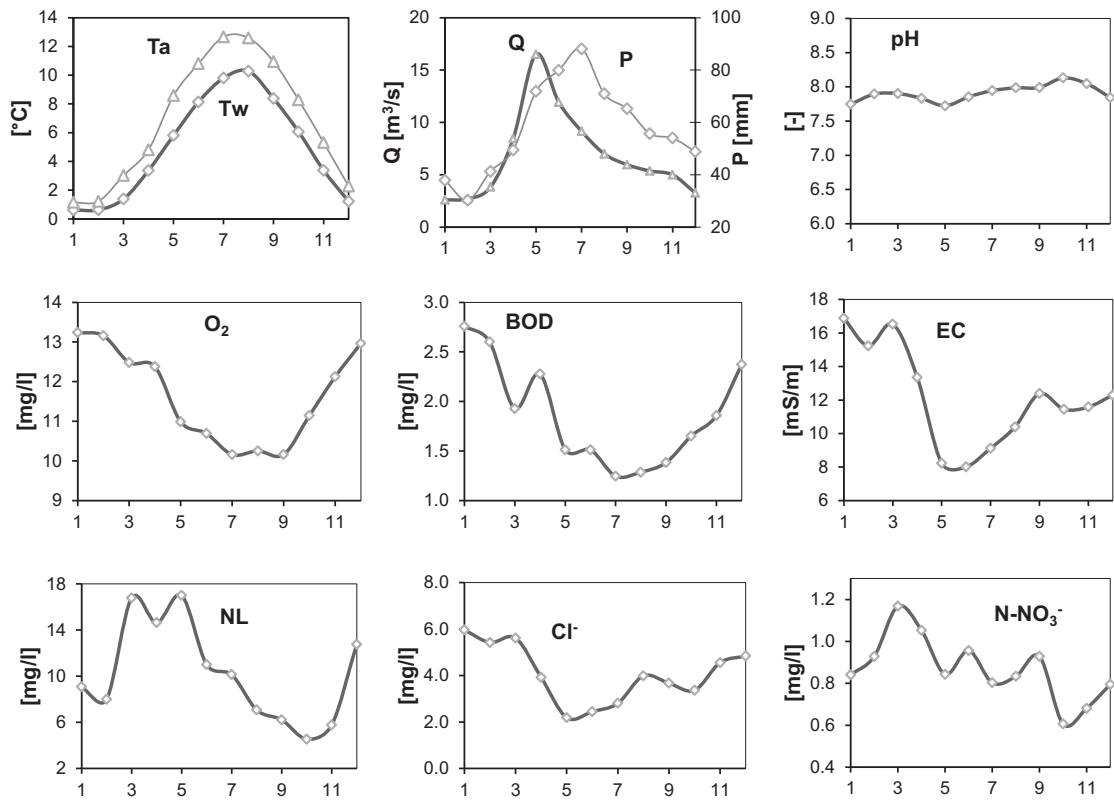 14
12
10
8
6
4
2
0
[°C]
Ta
Tw
1 3 5 7 9 11
20
15
10
5
0
Q [m³/s]
Q
P
100
80
60
40
20
P [mm]
1 3 5 7 9 11
9.0
8.5
8.0
7.5
7.0
6.5
6.0
[-]
pH
1 3 5 7 9 11
14
13
12
11
10
9
[mg/l]
O₂
1 3 5 7 9 11
3.0
2.5
2.0
1.5
1.0
[mg/l]
BOD
1 3 5 7 9 11
18
16
14
12
10
8
6
[mS/m]
EC
1 3 5 7 9 11
18
14
10
6
2
[mg/l]
NL
1 3 5 7 9 11
8.0
6.0
4.0
2.0
0.0
[mg/l]
Cl⁻
1 3 5 7 9 11
1.2
1.0
0.8
0.6
0.4
[mg/l]
N-NO₃⁻
1 3 5 7 9 11